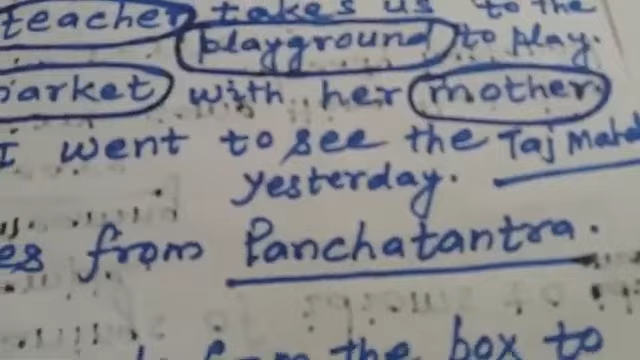 teacher takes us to the
playground to play.
market with her mother.
I went to see the Taj Mahal
yesterday.
from Panchatantra.
from the box to